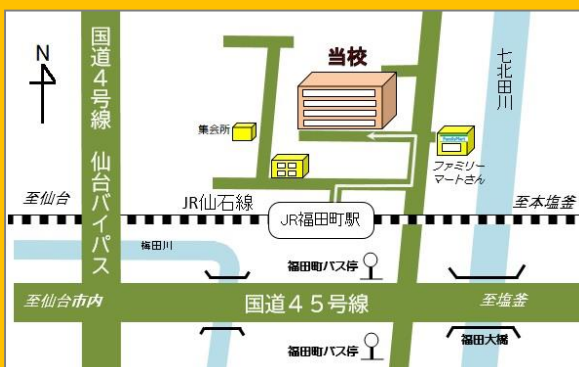 N
国道４号線 仙台バイパス
当校
七北田川
集会所
FamilyMart
ファミリー
マートさん
至仙台
JR仙石線
至本塩釜
JR福田町駅
梅田川
福田町バス停
至仙台市内
国道４５号線
至塩釜
福田町バス停
福田大橋